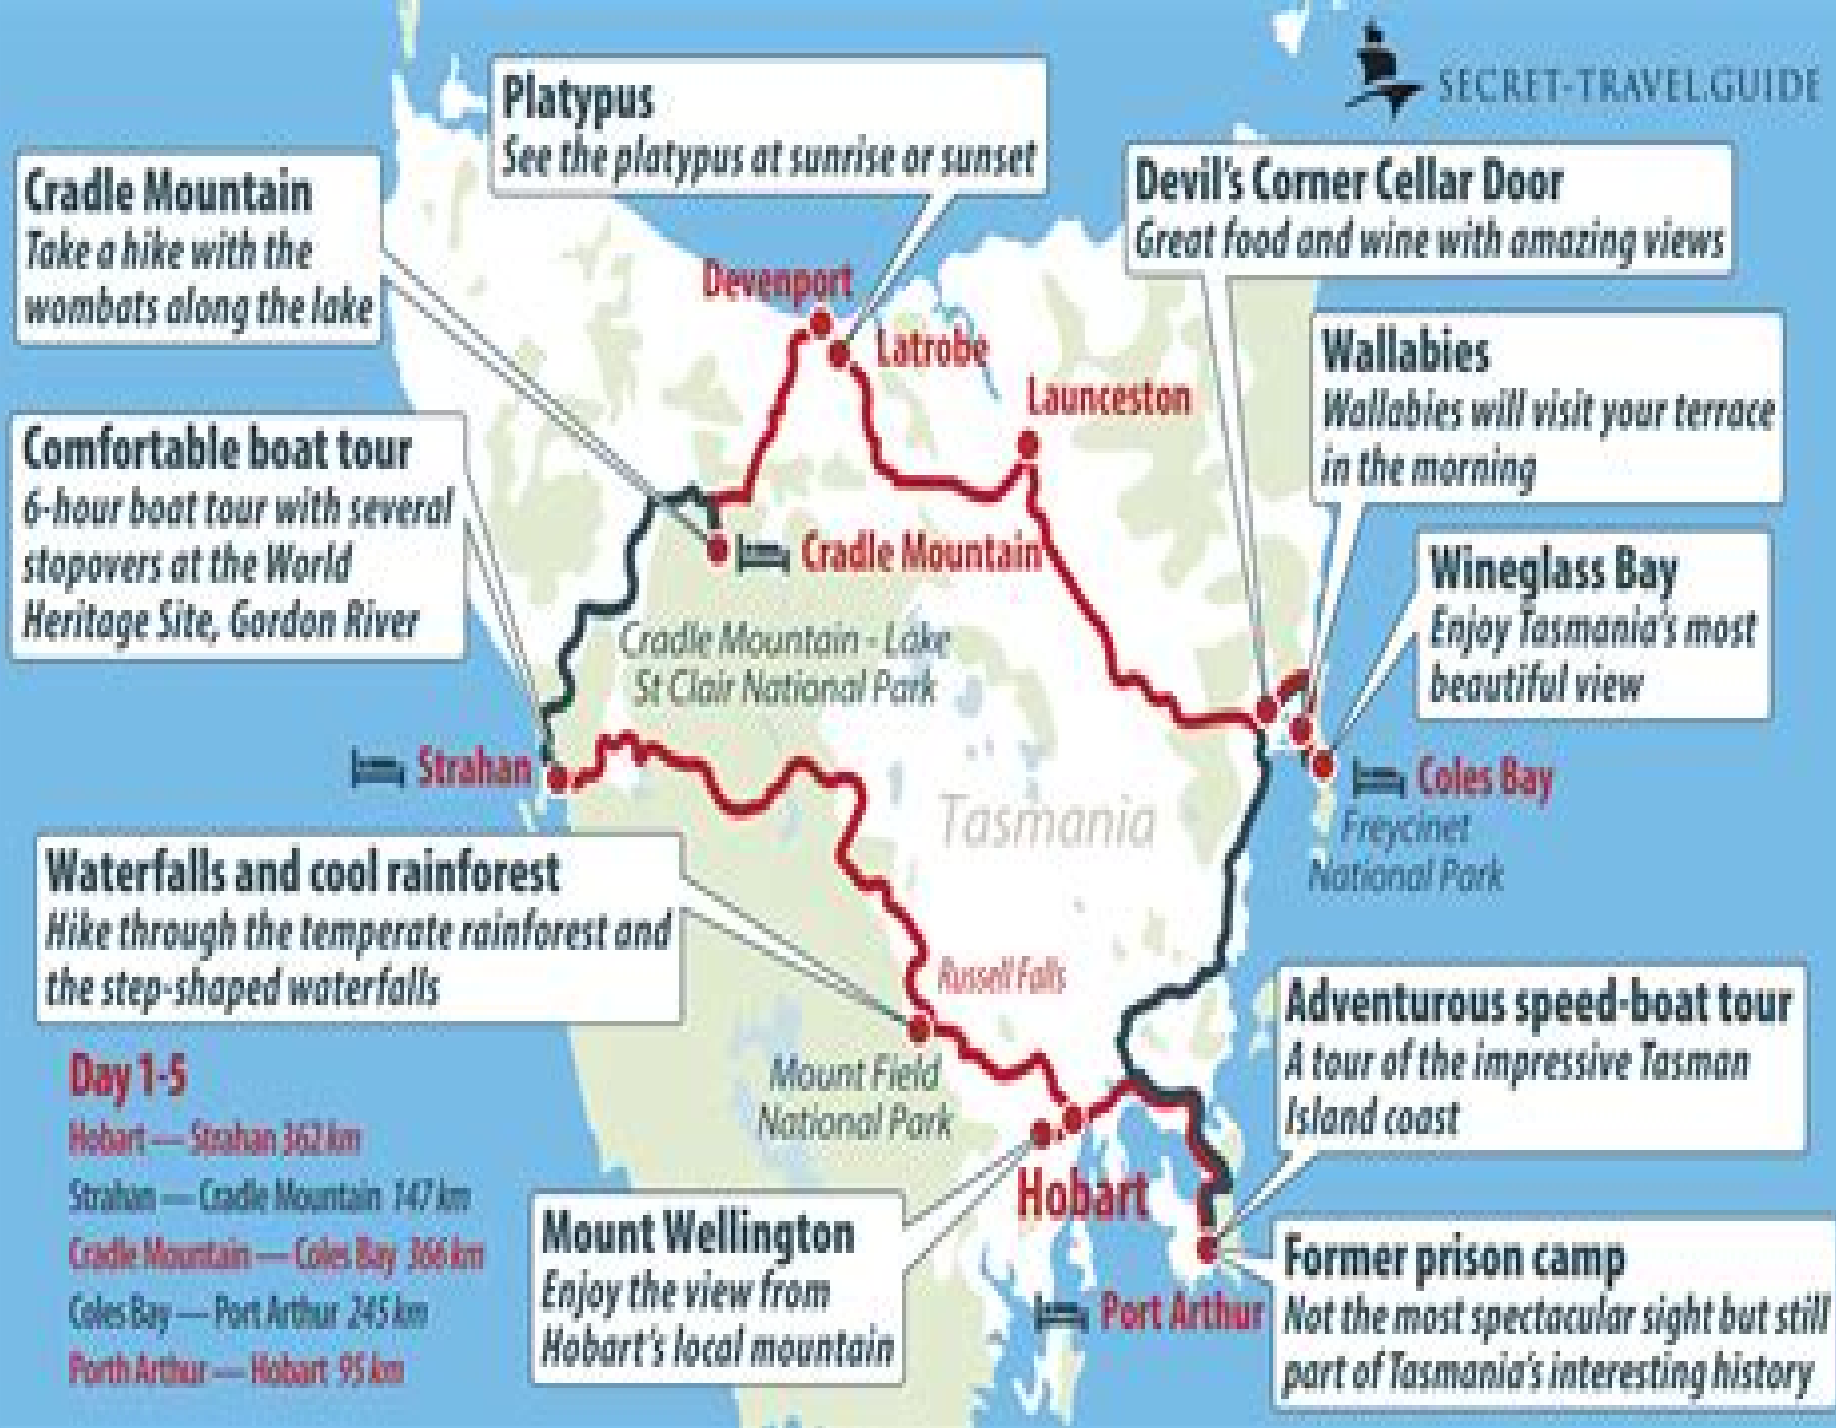 SECRET-TRAVEL.GUIDE
Platypus
See the platypus at sunrise or sunset
Devil's Corner Cellar Door
Great food and wine with amazing views
Cradle Mountain
Take a hike with the
wombats along the lake
Devenport
Latrobe
Launceston
Wallabies
Wallabies will visit your terrace
in the morning
Comfortable boat tour
6-hour boat tour with several
stopovers at the World
Heritage Site, Gordon River
Cradle Mountain
Wineglass Bay
Enjoy Tasmania's most
beautiful view
Cradle Mountain - Lake
St Clair National Park
Strahan
Coles Bay
Freycinet
National Park
Tasmania
Waterfalls and cool rainforest
Hike through the temperate rainforest and
the step-shaped waterfalls
Russell Falls
Mount Field
National Park
Adventurous speed-boat tour
A tour of the impressive Tasman
Island coast
Hobart
Mount Wellington
Enjoy the view from
Hobart's local mountain
Port Arthur
Former prison camp
Not the most spectacular sight but still
part of Tasmania's interesting history
Day 1-5
Hobart — Strahan 362 km
Strahan — Cradle Mountain 147 km
Cradle Mountain — Coles Bay 366 km
Coles Bay — Port Arthur 245 km
Porth Arthur — Hobart 95 km